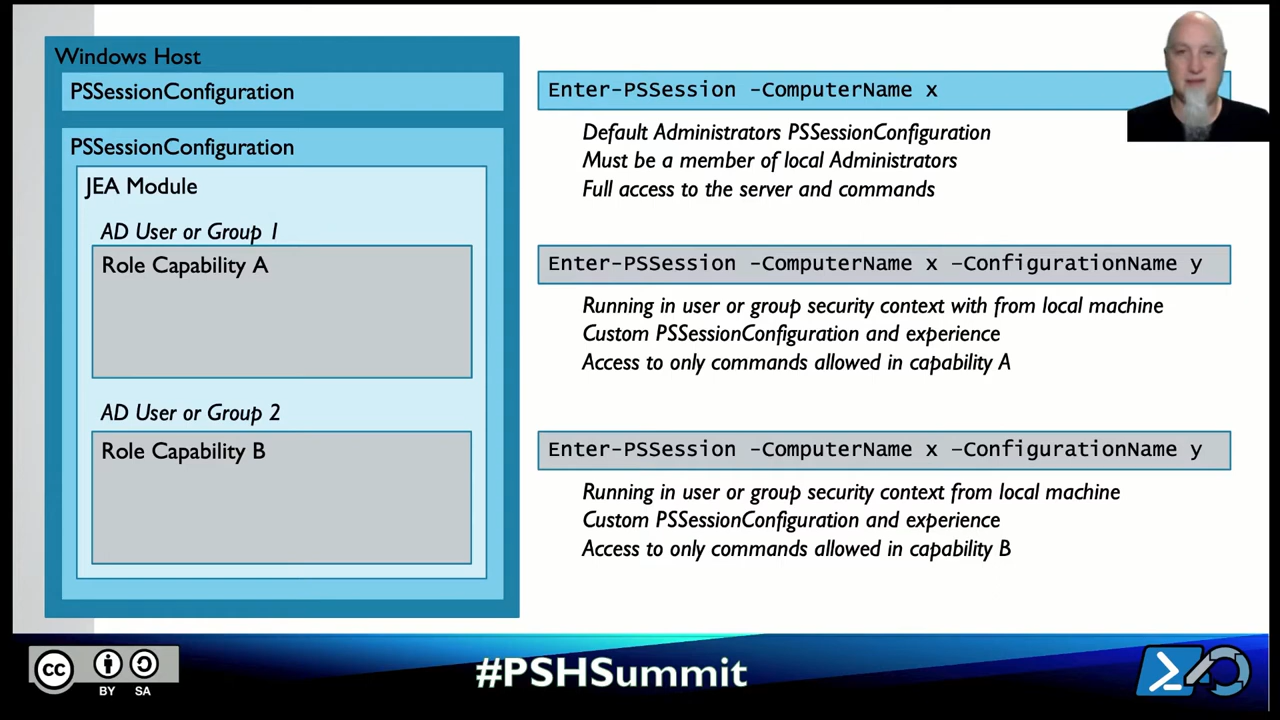 Windows Host
PSSessionConfiguration
PSSessionConfiguration
JEA Module
AD User or Group 1
Role Capability A
AD User or Group 2
Role Capability B
Enter-PSSession -ComputerName x
Default Administrators PSSessionConfiguration
Must be a member of local Administrators
Full access to the server and commands
Enter-PSSession -ComputerName x –ConfigurationName y
Running in user or group security context with from local machine
Custom PSSessionConfiguration and experience
Access to only commands allowed in capability A
Enter-PSSession -ComputerName x –ConfigurationName y
Running in user or group security context from local machine
Custom PSSessionConfiguration and experience
Access to only commands allowed in capability B
cc
BY SA
#PSHSummit